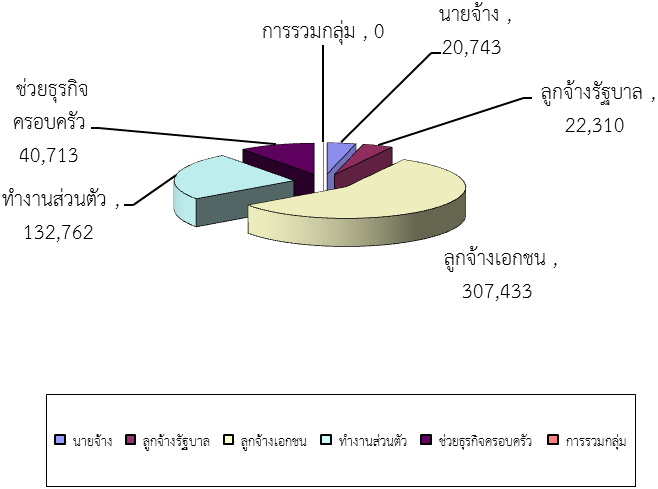 การรวมกลุ่ม , 0
นายจ้าง ,
20,743
ลูกจ้างรัฐบาล ,
22,310
ช่วยธุรกิจ
ครอบครัว
40,713
ทำงานส่วนตัว ,
132,762
ลูกจ้างเอกชน ,
307,433
นายจ้าง ลูกจ้างรัฐบาล ลูกจ้างเอกชน ทำงานส่วนตัว ช่วยธุรกิจครอบครัว การรวมกลุ่ม